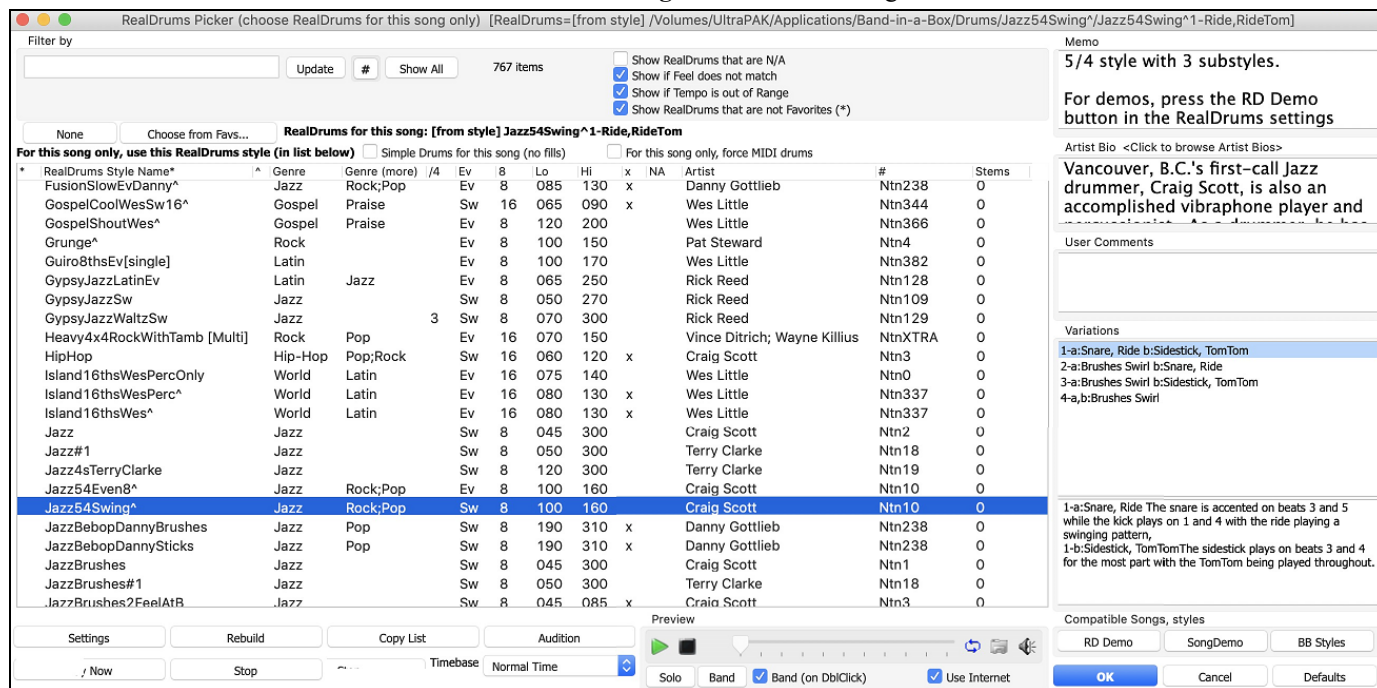 RealDrums Picker (choose RealDrums for this song only) [RealDrums=[from style] /Volumes/UltraPAK/Applications/Band-in-a-Box/Drums/Jazz54Swing^/Jazz54Swing^1-Ride,RideTom]
Filter by
Update # Show All 767 items
Show RealDrums that are N/A
Show if Feel does not match
Show if Tempo is out of Range
Show RealDrums that are not Favorites (*)
None Choose from Favs... RealDrums for this song: [from style] Jazz54Swing^1-Ride,RideTom
For this song only, use this RealDrums style (in list below) Simple Drums for this song (no fills) For this song only, force MIDI drums
* RealDrums Style Name* ^ Genre Genre (more) /4 Ev 8 Lo Hi x NA Artist # Stems
FusionSlowEvDanny^ Jazz Rock;Pop Ev 8 085 130 x Danny Gottlieb Ntn238 0
GospelCoolWesSw16^ Gospel Praise Sw 16 065 090 x Wes Little Ntn344 0
GospelShoutWes^ Gospel Praise Ev 8 120 200 Wes Little Ntn366 0
Grunge^ Rock Ev 8 100 150 Pat Steward Ntn4 0
Guiro8thsEv[single] Latin Ev 8 100 170 Wes Little Ntn382 0
GypsyJazzLatinEv Latin Jazz Ev 8 065 250 Rick Reed Ntn128 0
GypsyJazzSw Jazz Sw 8 050 270 Rick Reed Ntn109 0
GypsyJazzWaltzSw Jazz 3 Sw 8 070 300 Rick Reed Ntn129 0
Heavy4x4RockWithTamb [Multi] Rock Pop Ev 16 070 150 Vince Ditrich; Wayne Killius NtnXTRA 0
HipHop Hip-Hop Pop;Rock Sw 16 060 120 x Craig Scott Ntn3 0
Island16thsWesPercOnly World Latin Ev 16 075 140 Wes Little Ntn0 0
Island16thsWesPerc^ World Latin Ev 16 080 130 x Wes Little Ntn337 0
Island16thsWes^ World Latin Ev 16 080 130 x Wes Little Ntn337 0
Jazz Jazz Sw 8 045 300 Craig Scott Ntn2 0
Jazz#1 Jazz Sw 8 050 300 Terry Clarke Ntn18 0
Jazz4sTerryClarke Jazz Sw 8 120 300 Terry Clarke Ntn19 0
Jazz54Even8^ Jazz Rock;Pop Ev 8 100 160 Craig Scott Ntn10 0
Jazz54Swing^ Jazz Rock;Pop Sw 8 100 160 Craig Scott Ntn10 0
JazzBebopDannyBrushes Jazz Pop Sw 8 190 310 x Danny Gottlieb Ntn238 0
JazzBebopDannySticks Jazz Pop Sw 8 190 310 x Danny Gottlieb Ntn238 0
JazzBrushes Jazz Sw 8 045 300 Craig Scott Ntn1 0
JazzBrushes#1 Jazz Sw 8 050 300 Terry Clarke Ntn18 0
JazzBrushes2FeelAtB Jazz Sw 8 045 085 x Craig Scott Ntn3 0
Settings Rebuild Copy List Audition
Now Stop Timebase Normal Time
Preview
Solo Band Band (on DblClick) Use Internet
Memo
5/4 style with 3 substyles.
For demos, press the RD Demo
button in the RealDrums settings
Artist Bio <Click to browse Artist Bios>
Vancouver, B.C.'s first-call Jazz
drummer, Craig Scott, is also an
accomplished vibraphone player and
User Comments
Variations
1-a:Snare, Ride b:Sidestick, TomTom
2-a:Brushes Swirl b:Snare, Ride
3-a:Brushes Swirl b:Sidestick, TomTom
4-a,b:Brushes Swirl
1-a:Snare, Ride The snare is accented on beats 3 and 5
while the kick plays on 1 and 4 with the ride playing a
swinging pattern,
1-b:Sidestick, TomTomThe sidestick plays on beats 3 and 4
for the most part with the TomTom being played throughout.
Compatible Songs, styles
RD Demo SongDemo BB Styles
OK Cancel Defaults